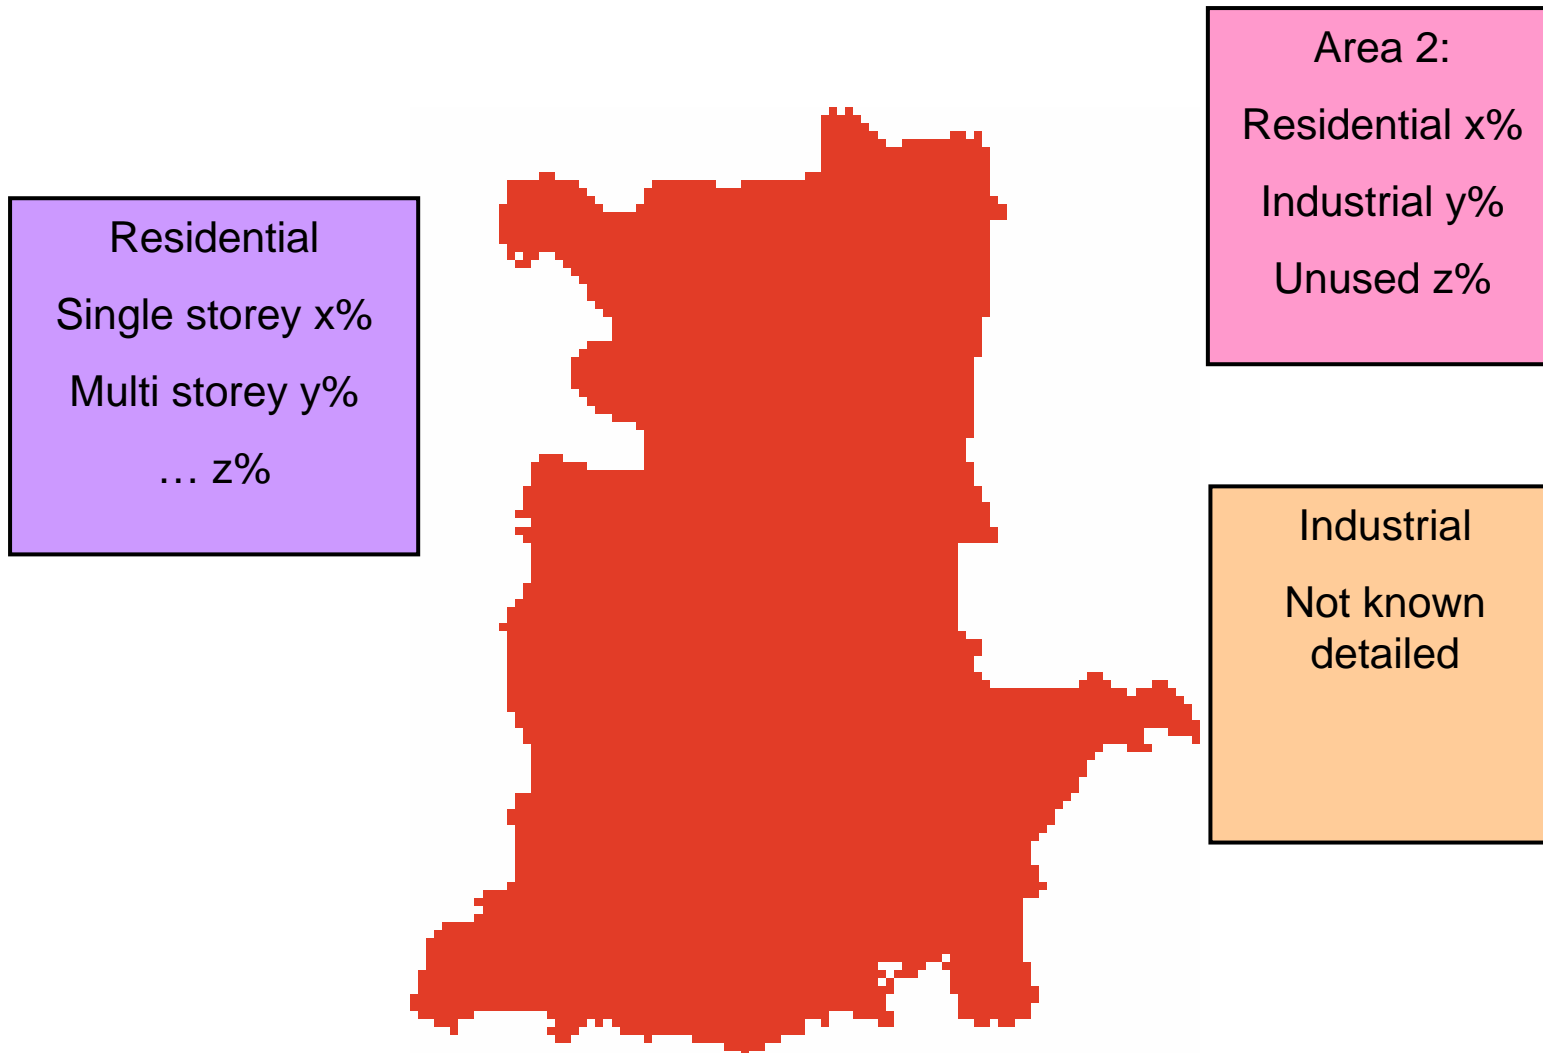 Residential
Single storey x%
Multi storey y%
… z%
Area 2:
Residential x%
Industrial y%
Unused z%
Industrial
Not known
detailed